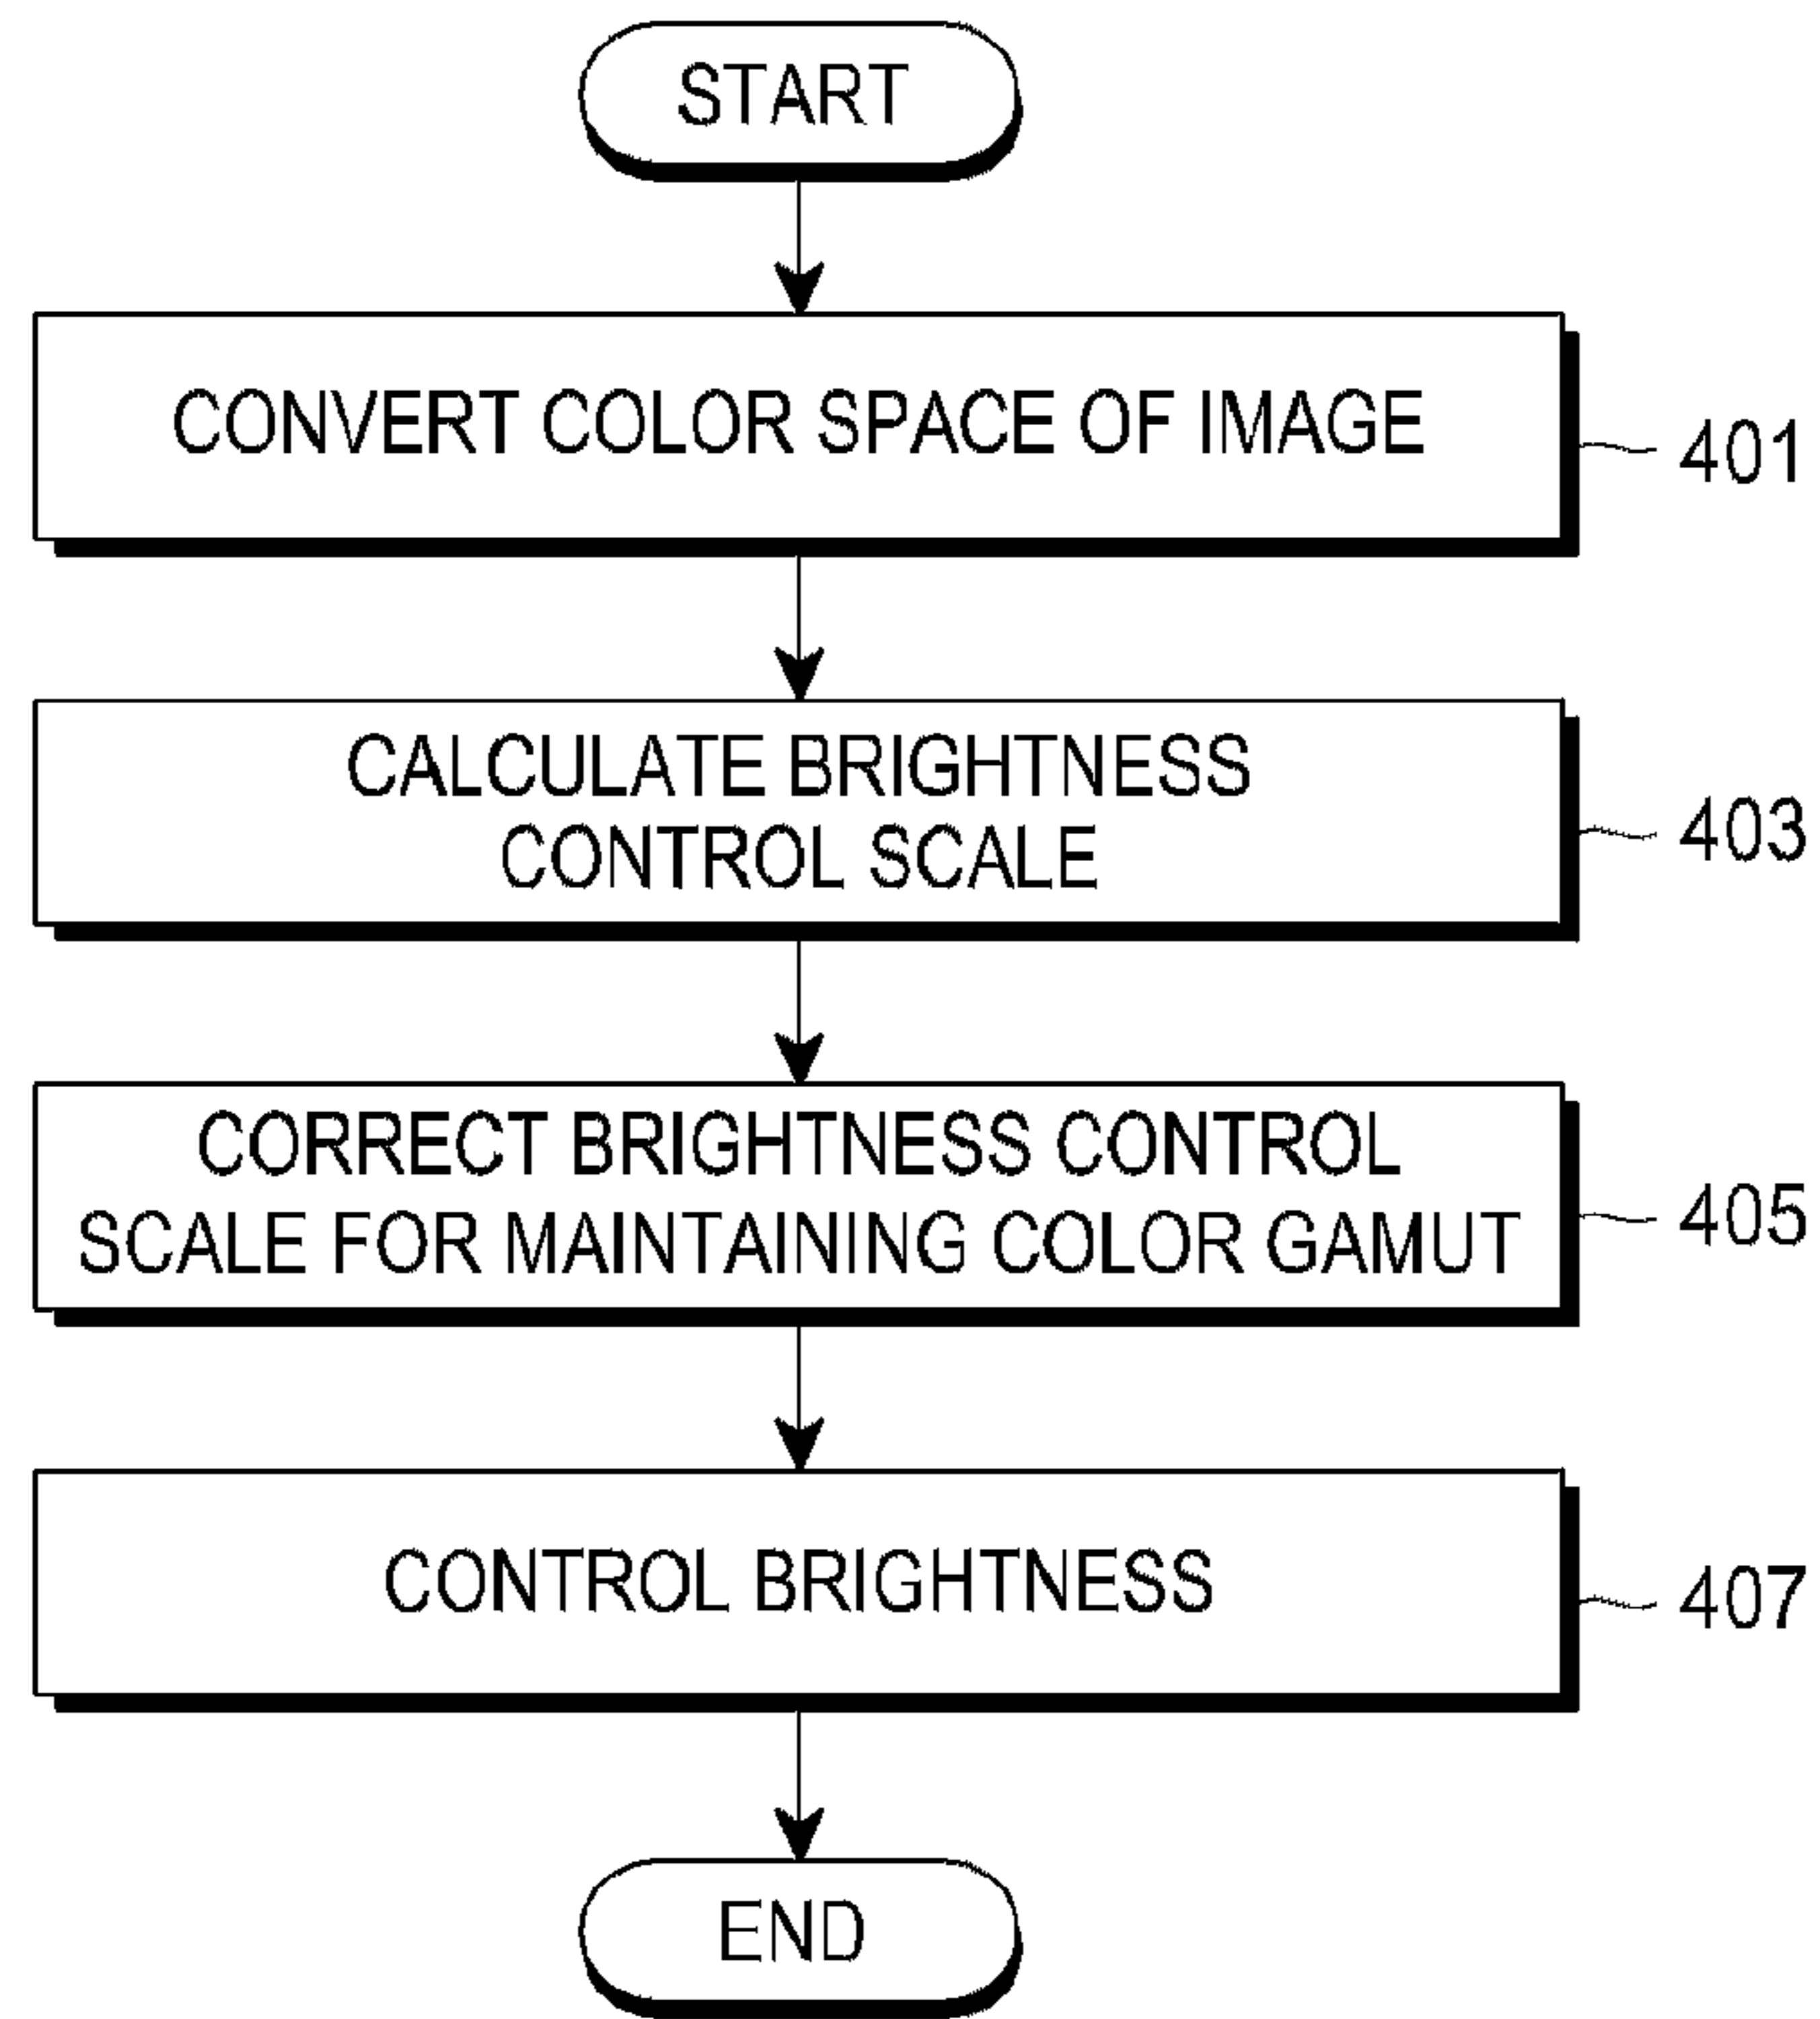 START
CONVERT COLOR SPACE OF IMAGE
401
CALCULATE BRIGHTNESS
CONTROL SCALE
403
CORRECT BRIGHTNESS CONTROL
SCALE FOR MAINTAINING COLOR GAMUT
405
CONTROL BRIGHTNESS
407
END